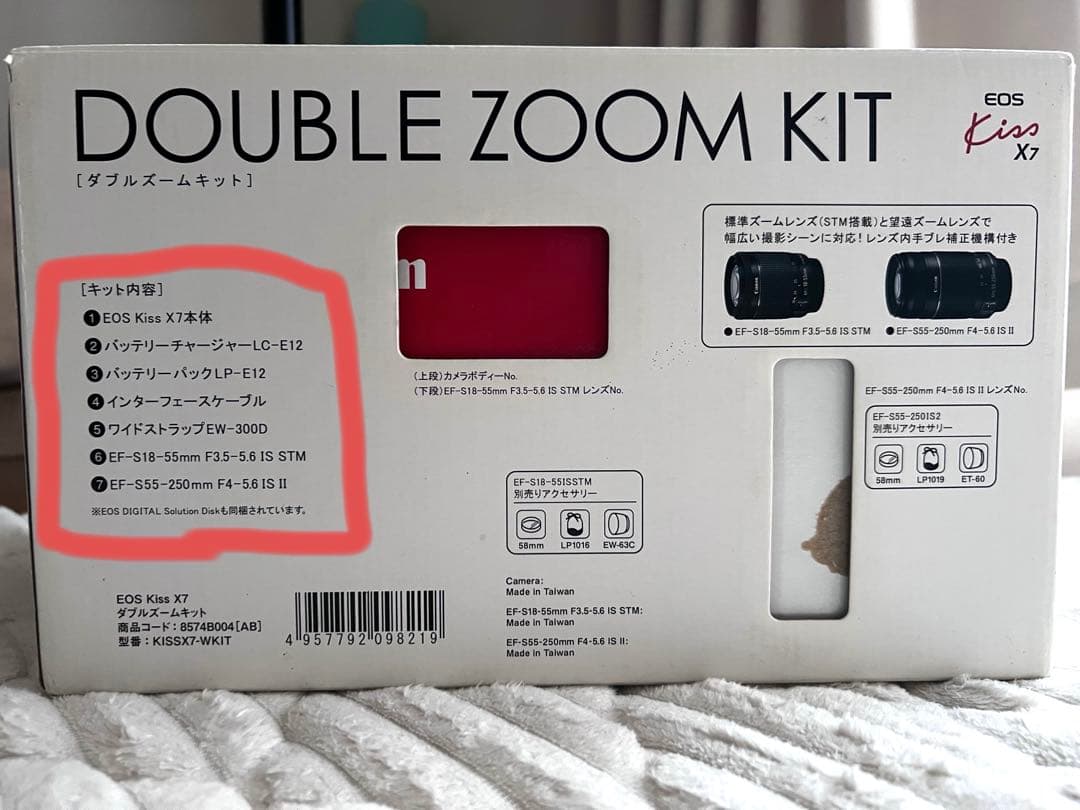 DOUBLE ZOOM KIT
[ダブルズームキット]
EOS
Kiss
X7
標準ズームレンズ(STM搭載)と望遠ズームレンズで
幅広い撮影シーンに対応!レンズ内手ブレ補正機構付き
●EF-S18-55mm F3.5-5.6 IS STM
●EF-S55-250mm F4-5.6 IS II
n
[キット内容]
❶EOS Kiss X7本体
❷バッテリーチャージャーLC-E12
❸バッテリーパックLP-E12
❹インターフェースケーブル
❺ワイドストラップEW-300D
❻EF-S18-55mm F3.5-5.6 IS STM
❼EF-S55-250mm F4-5.6 IS II
※EOS DIGITAL Solution Diskも同梱されています。
(上段)カメラボディーNo.
(下段)EF-S18-55mm F3.5-5.6 IS STM レンズNo.
EF-S55-250mm F4-5.6 IS II レンズNo.
EF-S55-250IS2
別売りアクセサリー
58mm LP1019 ET-60
EF-S18-55ISSTM
別売りアクセサリー
58mm LP1016 EW-63C
EOS Kiss X7
ダブルズームキット
商品コード:8574B004[AB]
型番:KISSX7-WKIT
4 957792 098219
Camera:
Made in Taiwan
EF-S18-55mm F3.5-5.6 IS STM:
Made in Taiwan
EF-S55-250mm F4-5.6 IS II:
Made in Taiwan